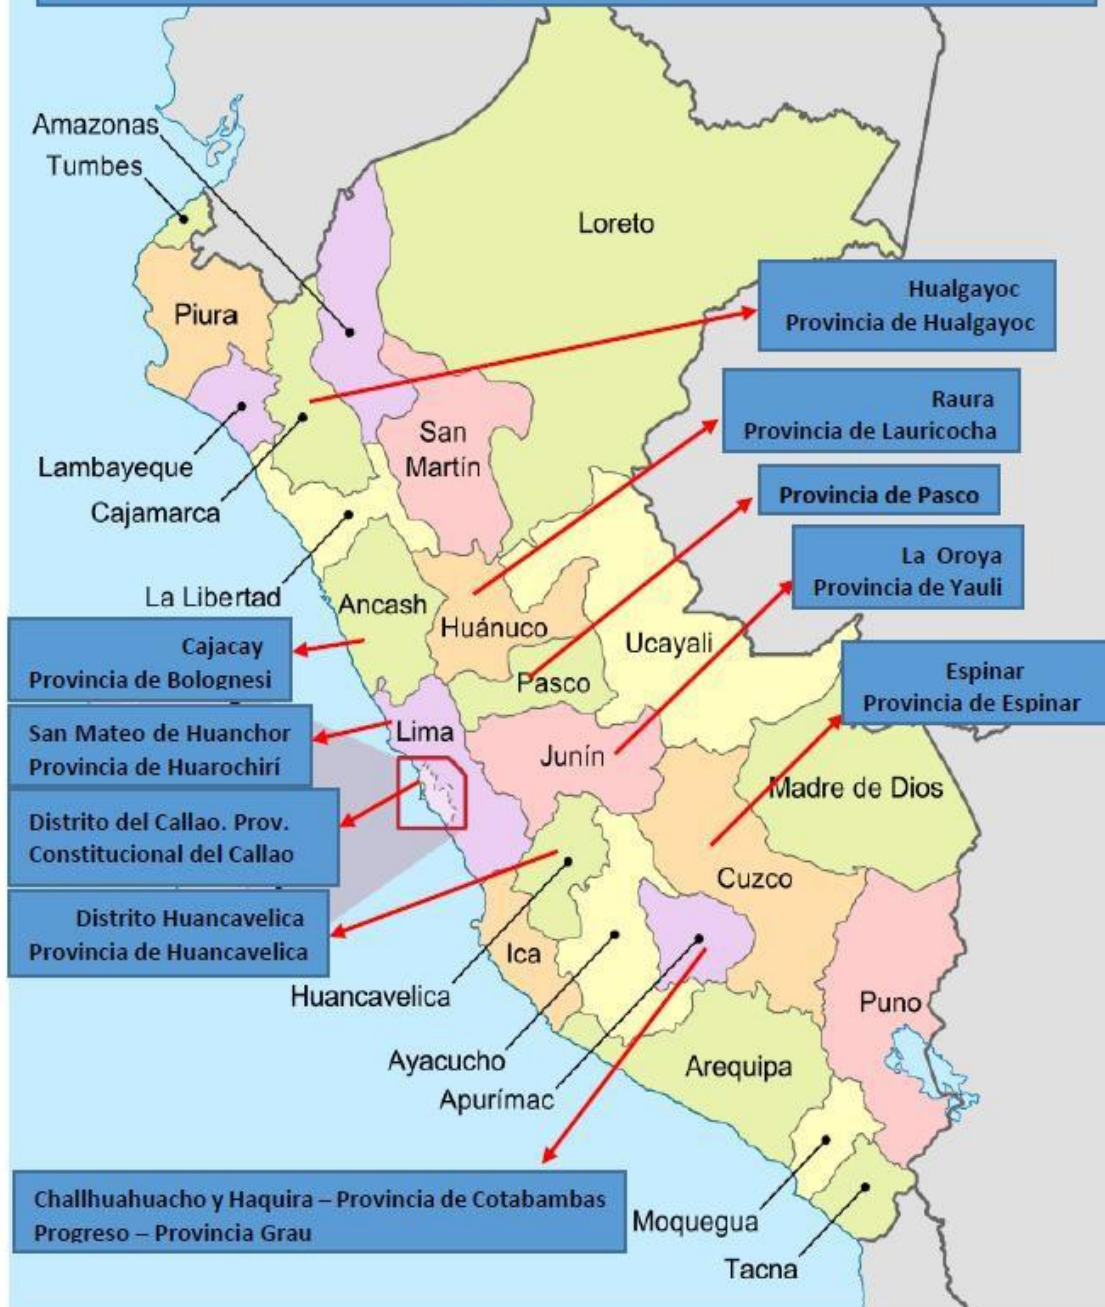 Amazonas
Tumbes
Loreto
Hualgayoc
Provincia de Hualgayoc
Piura
Raura
Provincia de Lauricocha
San
Martín
Lambayeque
Cajamarca
Provincia de Pasco
La Oroya
Provincia de Yauli
La Libertad
Ancash
Huánuco
Ucayali
Cajacay
Provincia de Bolognesi
Pasco
Espinar
Provincia de Espinar
San Mateo de Huanchor
Provincia de Huarochirí
Lima
Junín
Madre de Dios
Distrito del Callao. Prov.
Constitucional del Callao
Cuzco
Distrito Huancavelica
Provincia de Huancavelica
Ica
Huancavelica
Puno
Ayacucho
Arequipa
Apurímac
Challhuahuacho y Haquira – Provincia de Cotabambas
Progreso – Provincia Grau
Moquegua
Tacna